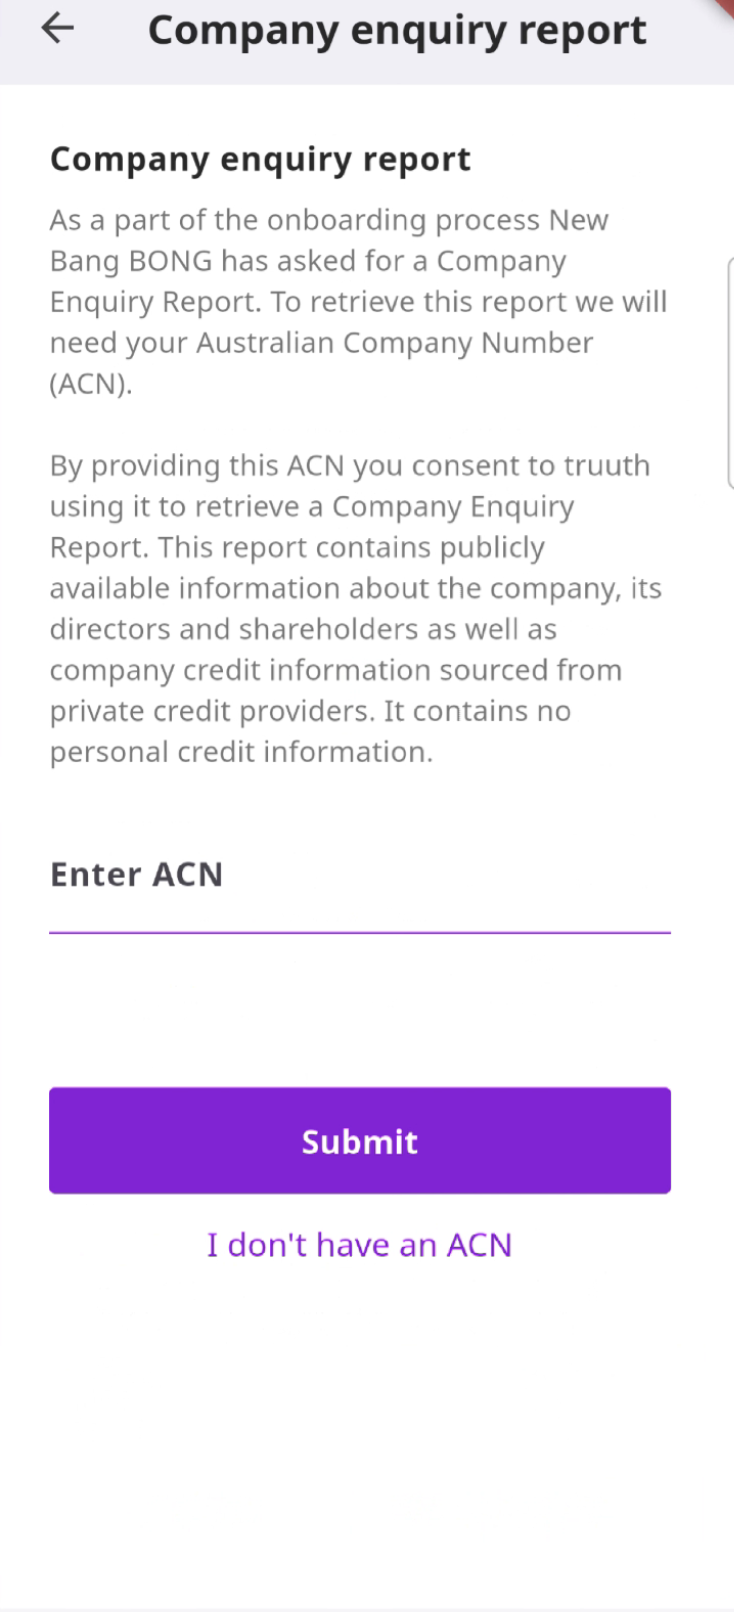 Company enquiry report
Company enquiry report
As a part of the onboarding process New
Bang BONG has asked for a Company
Enquiry Report. To retrieve this report we will
need your Australian Company Number
(ACN).
By providing this ACN you consent to truuth
using it to retrieve a Company Enquiry
Report. This report contains publicly
available information about the company, its
directors and shareholders as well as
company credit information sourced from
private credit providers. It contains no
personal credit information.
Enter ACN
Submit
I don't have an ACN